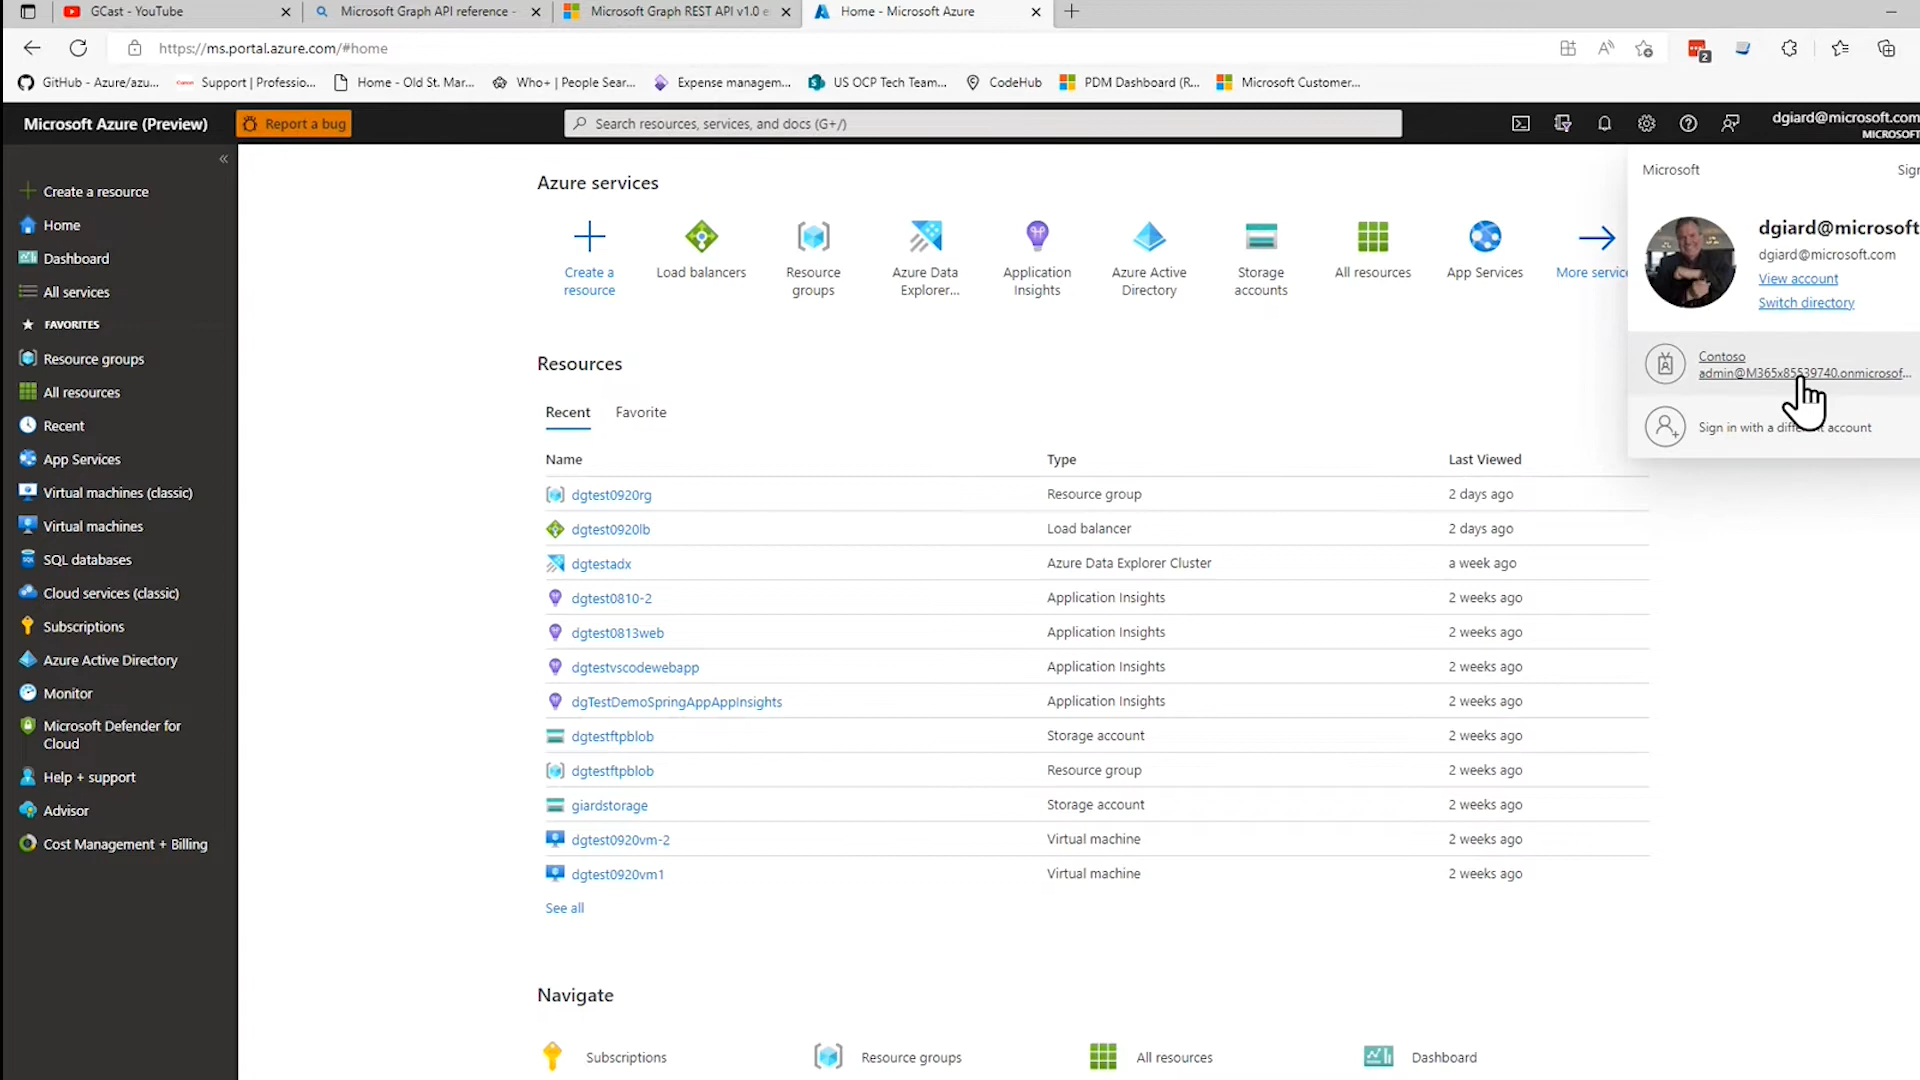 GCast - YouTube
Microsoft Graph API reference -
Microsoft Graph REST API v1.0 e
Home - Microsoft Azure
https://ms.portal.azure.com/#home
2
GitHub - Azure/azu...
Support | Professio...
Home - Old St. Mar...
Who+ | People Sear...
Expense managem...
US OCP Tech Team...
CodeHub
PDM Dashboard (R...
Microsoft Customer...
Microsoft Azure (Preview)
Report a bug
Search resources, services, and docs (G+/)
dgiard@microsoft.com
MICROSOFT
Create a resource
Home
Dashboard
All services
FAVORITES
Resource groups
All resources
Recent
App Services
Virtual machines (classic)
Virtual machines
SQL databases
Cloud services (classic)
Subscriptions
Azure Active Directory
Monitor
Microsoft Defender for
Cloud
Help + support
Advisor
Cost Management + Billing
Azure services
Create a
resource
Load balancers
Resource
groups
Azure Data
Explorer...
Application
Insights
Azure Active
Directory
Storage
accounts
All resources
App Services
More servic
Microsoft
Sign
dgiard@microsoft
dgiard@microsoft.com
View account
Switch directory
Contoso
admin@M365x85539740.onmicrosof...
Sign in with a different account
Resources
Recent
Favorite
Name
Type
Last Viewed
dgtest0920rg
Resource group
2 days ago
dgtest0920lb
Load balancer
2 days ago
dgtestadx
Azure Data Explorer Cluster
a week ago
dgtest0810-2
Application Insights
2 weeks ago
dgtest0813web
Application Insights
2 weeks ago
dgtestvscodewebapp
Application Insights
2 weeks ago
dgTestDemoSpringAppAppInsights
Application Insights
2 weeks ago
dgtestftpblob
Storage account
2 weeks ago
dgtestftpblob
Resource group
2 weeks ago
giardstorage
Storage account
2 weeks ago
dgtest0920vm-2
Virtual machine
2 weeks ago
dgtest0920vm1
Virtual machine
2 weeks ago
See all
Navigate
Subscriptions
Resource groups
All resources
Dashboard